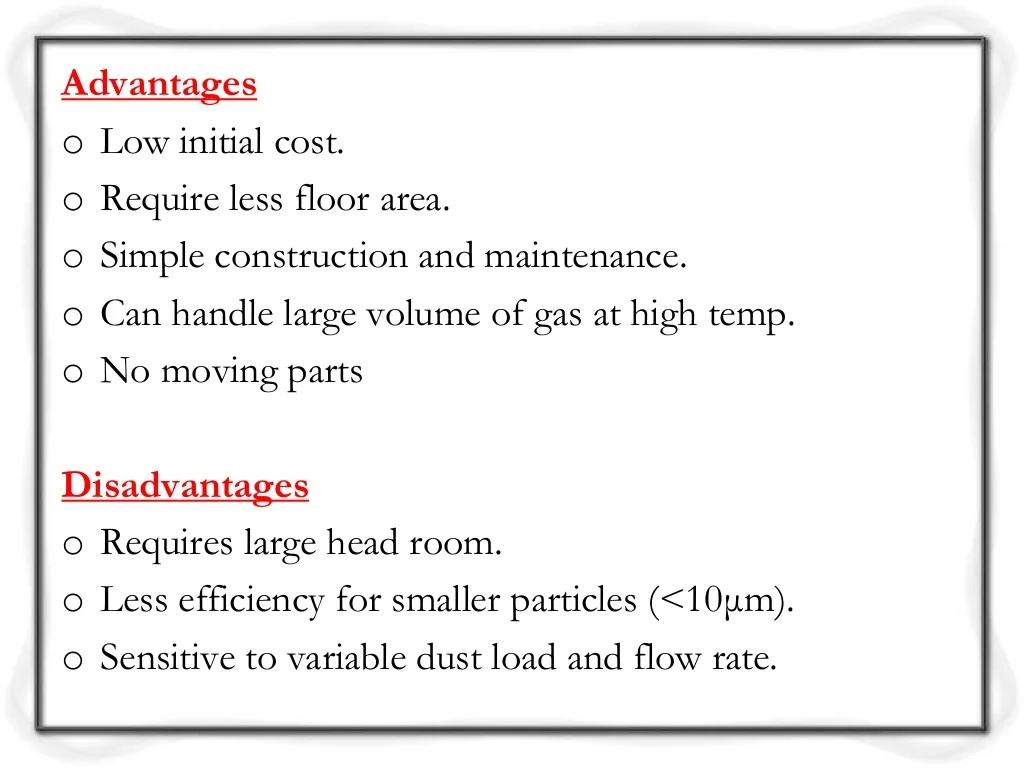 Advantages
o Low initial cost.
o Require less floor area.
o Simple construction and maintenance.
o Can handle large volume of gas at high temp.
o No moving parts
Disadvantages
o Requires large head room.
o Less efficiency for smaller particles (<10µm).
o Sensitive to variable dust load and flow rate.